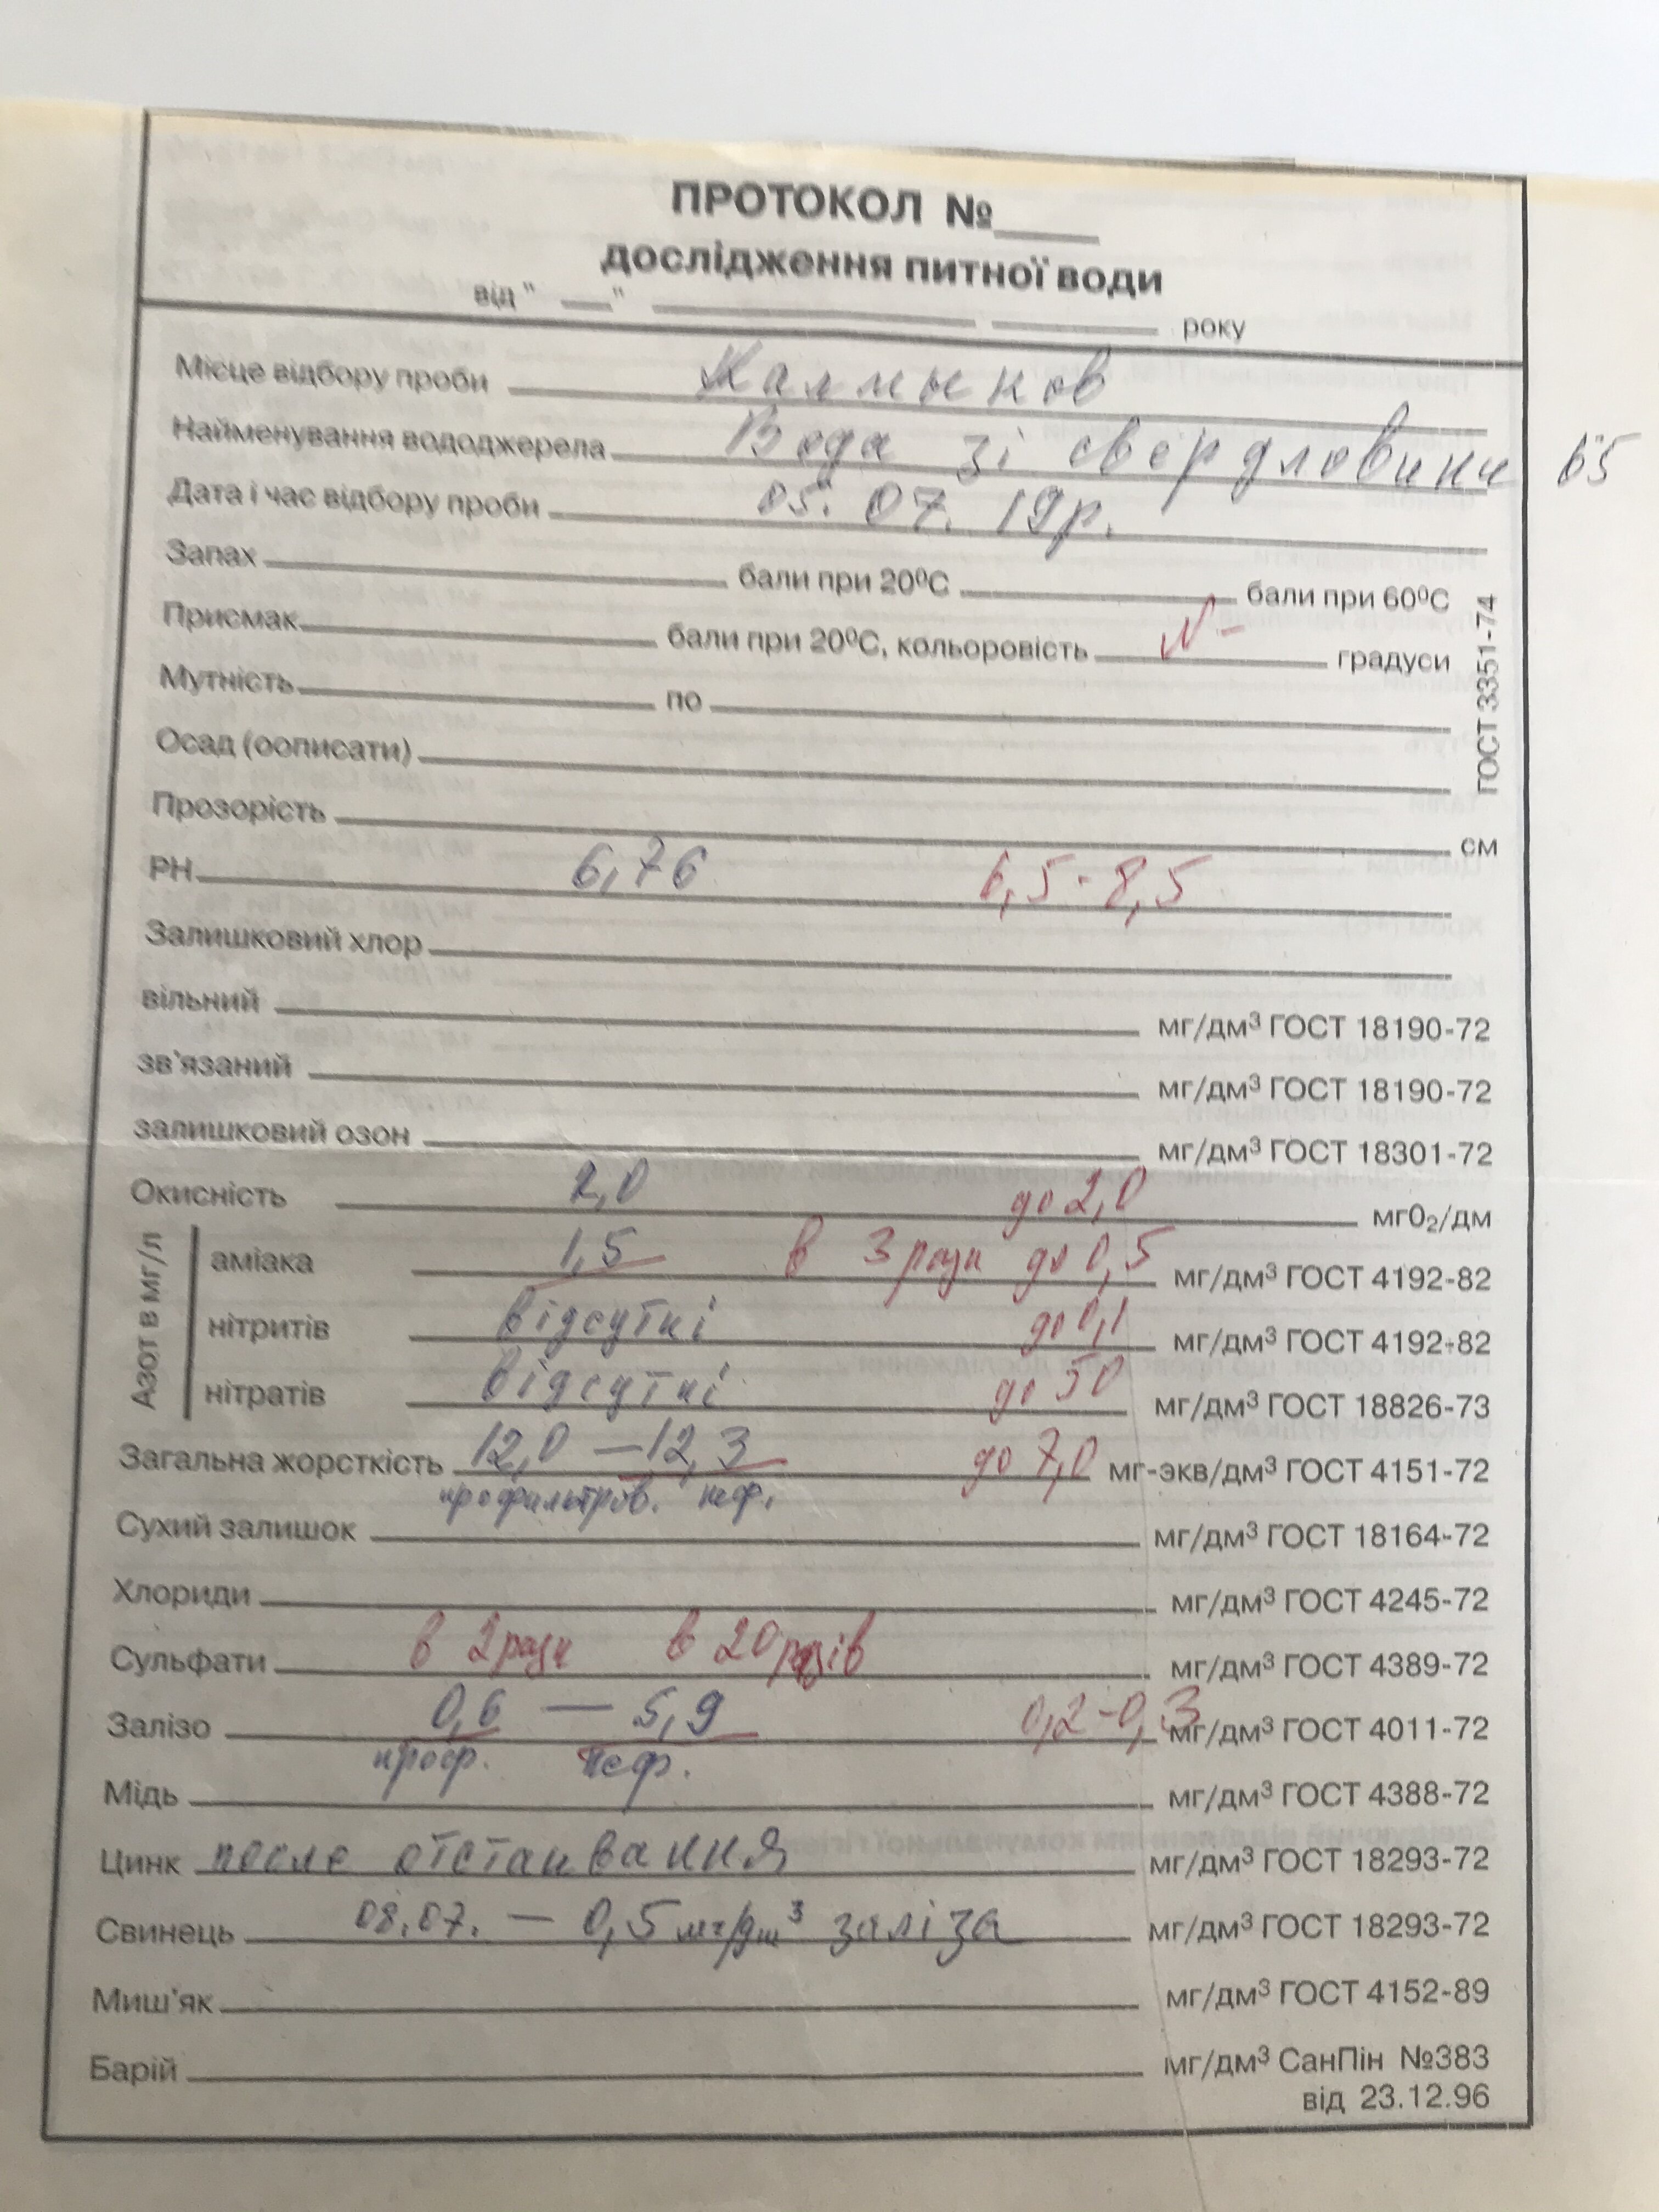 ПРОТОКОЛ №
дослідження питної води
від " " року
Місце відбору проби
Найменування вододжерела Вода зі свердловини
Дата і час відбору проби 05.07.19р.
Запах бали при 20⁰С бали при 60⁰С
Присмак бали при 20⁰С, кольоровість N - градуси
ГОСТ 3351-74
Мутність по
Осад (оописати)
Прозорість см
РН 6,76 6,5-8,5
Залишковий хлор
вільний мг/дм³ ГОСТ 18190-72
зв'язаний мг/дм³ ГОСТ 18190-72
залишковий озон мг/дм³ ГОСТ 18301-72
Окисність 2,0 до 2,0 мгО₂/дм
Азот в мг/л
аміака 1,5 в 3 рази до 0,5 мг/дм³ ГОСТ 4192-82
нітритів відсутні до 0,1 мг/дм³ ГОСТ 4192-82
нітратів відсутні до 50 мг/дм³ ГОСТ 18826-73
Загальна жорсткість 12,0 — 12,3 до 7,0 мг-экв/дм³ ГОСТ 4151-72
профильтров. неф.
Сухий залишок мг/дм³ ГОСТ 18164-72
Хлориди мг/дм³ ГОСТ 4245-72
Сульфати в 2 рази в 20 разів мг/дм³ ГОСТ 4389-72
Залізо 0,6 — 5,9 0,2-0,3 мг/дм³ ГОСТ 4011-72
проф. неф.
Мідь мг/дм³ ГОСТ 4388-72
Цинк после отстаивання мг/дм³ ГОСТ 18293-72
Свинець 08.07. — 0,5 мг/дм³ заліза мг/дм³ ГОСТ 18293-72
Миш'як мг/дм³ ГОСТ 4152-89
Барій мг/дм³ СанПін №383
від 23.12.96